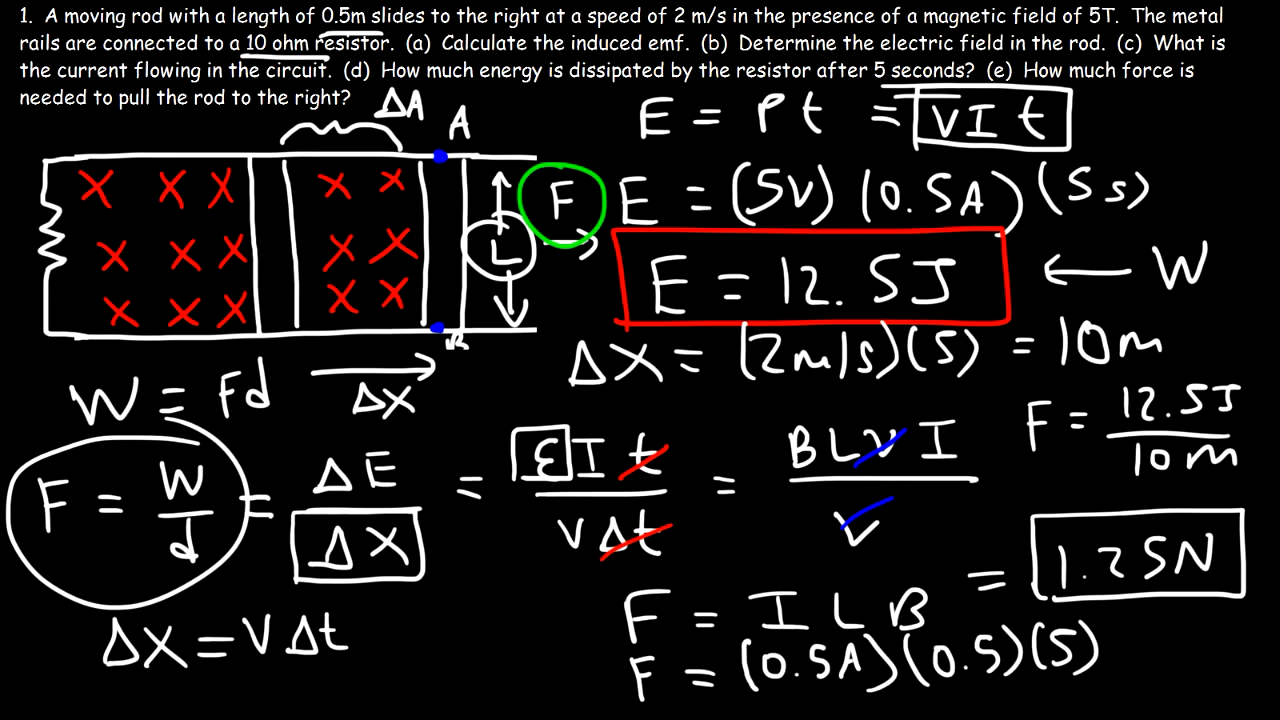 1. A moving rod with a length of 0.5m slides to the right at a speed of 2 m/s in the presence of a magnetic field of 5T. The metal
rails are connected to a 10 ohm resistor. (a) Calculate the induced emf. (b) Determine the electric field in the rod. (c) What is
the current flowing in the circuit. (d) How much energy is dissipated by the resistor after 5 seconds? (e) How much force is
needed to pull the rod to the right?
ΔA
A
E = Pt = VIt
X X X X X
F
E = (5V)(0.5A)(5s)
X X X X X
L
E = 12.5J ← W
X X X X X
B
Δx = (2m/s)(5) = 10m
W = Fd
Δx
F = 12.5J / 10m
F = W / d = ΔE / Δx = εIt / vΔt = BLvI / v
= 1.25N
F = ILB
Δx = vΔt
F = (0.5A)(0.5)(5)